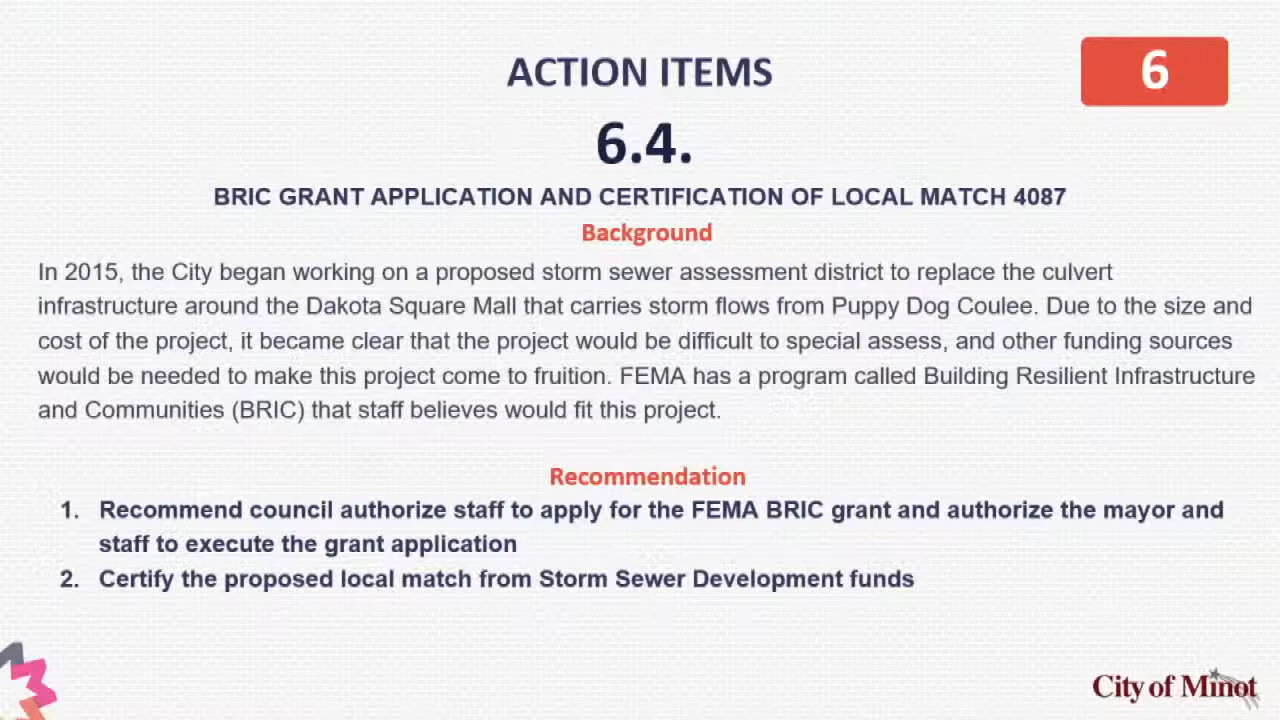 ACTION ITEMS
6
6.4.
BRIC GRANT APPLICATION AND CERTIFICATION OF LOCAL MATCH 4087
Background
In 2015, the City began working on a proposed storm sewer assessment district to replace the culvert
infrastructure around the Dakota Square Mall that carries storm flows from Puppy Dog Coulee. Due to the size and
cost of the project, it became clear that the project would be difficult to special assess, and other funding sources
would be needed to make this project come to fruition. FEMA has a program called Building Resilient Infrastructure
and Communities (BRIC) that staff believes would fit this project.
Recommendation
1. Recommend council authorize staff to apply for the FEMA BRIC grant and authorize the mayor and
staff to execute the grant application
2. Certify the proposed local match from Storm Sewer Development funds
City of Minot